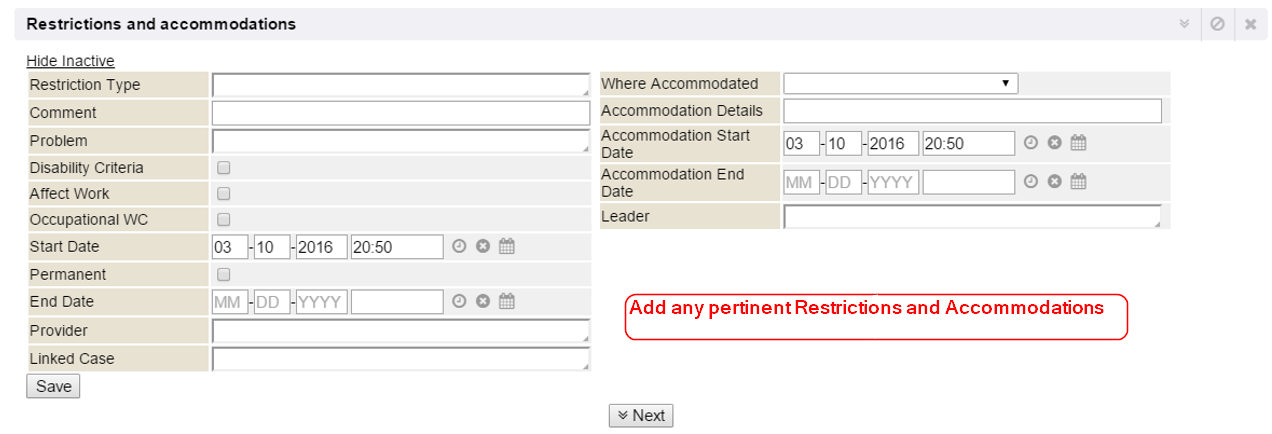 Restrictions and accommodations
Hide Inactive
Restriction Type
Comment
Problem
Disability Criteria
Affect Work
Occupational WC
Start Date 03 - 10 - 2016 20:50
Permanent
End Date MM - DD - YYYY
Provider
Linked Case
Save
Where Accommodated
Accommodation Details
Accommodation Start
Date
03 - 10 - 2016 20:50
Accommodation End
Date
MM - DD - YYYY
Leader
Add any pertinent Restrictions and Accommodations
Next